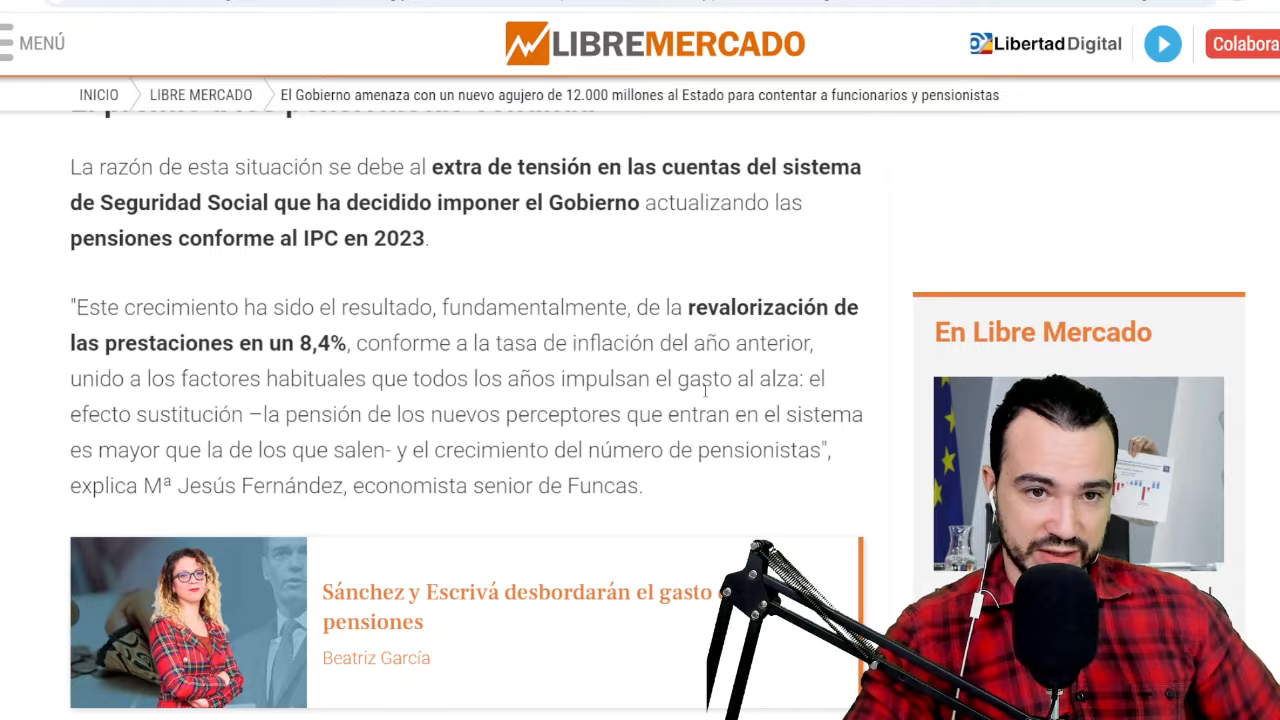 MENÚ
LIBREMERCADO
LibertadDigital
Colabora
INICIO
LIBRE MERCADO
El Gobierno amenaza con un nuevo agujero de 12.000 millones al Estado para contentar a funcionarios y pensionistas
La razón de esta situación se debe al extra de tensión en las cuentas del sistema
de Seguridad Social que ha decidido imponer el Gobierno actualizando las
pensiones conforme al IPC en 2023.
"Este crecimiento ha sido el resultado, fundamentalmente, de la revalorización de
las prestaciones en un 8,4%, conforme a la tasa de inflación del año anterior,
unido a los factores habituales que todos los años impulsan el gasto al alza: el
efecto sustitución –la pensión de los nuevos perceptores que entran en el sistema
es mayor que la de los que salen- y el crecimiento del número de pensionistas",
explica Mª Jesús Fernández, economista senior de Funcas.
En Libre Mercado
Sánchez y Escrivá desbordarán el gasto
pensiones
Beatriz García